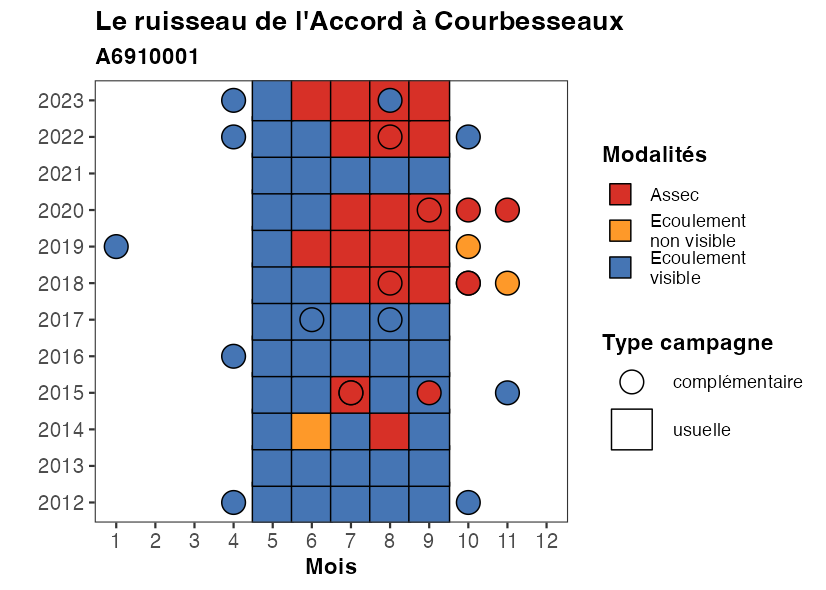 Le ruisseau de l'Accord à Courbesseaux
A6910001
2023
2022
2021
2020
2019
2018
2017
2016
2015
2014
2013
2012
1 2 3 4 5 6 7 8 9 10 11 12
Mois
Modalités
Assec
Ecoulement
non visible
Ecoulement
visible
Type campagne
complémentaire
usuelle